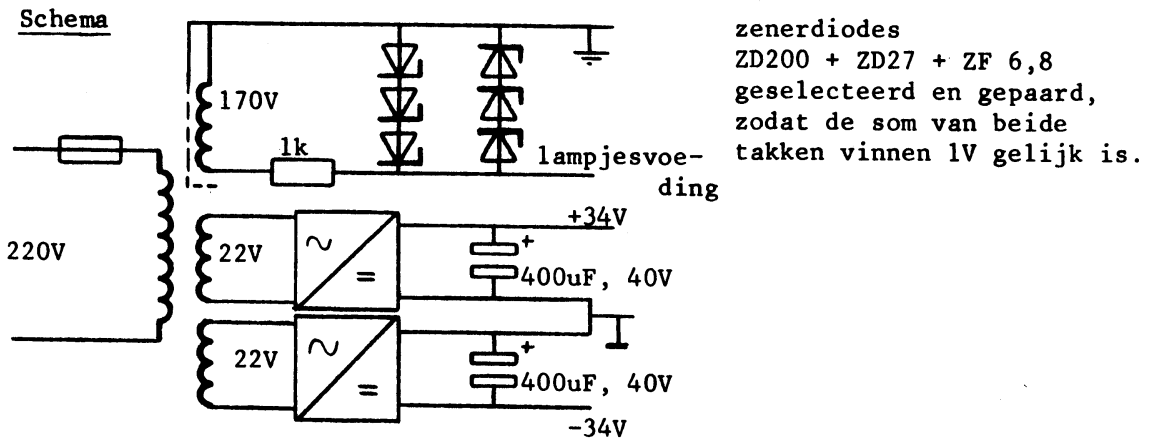 Schema
zenerdiodes
ZD200 + ZD27 + ZF 6,8
geselecteerd en gepaard,
zodat de som van beide
takken vinnen 1V gelijk is.
170V
1k
lampjesvoe-
ding
220V
22V
+34V
+
400uF, 40V
22V
+
400uF, 40V
-34V